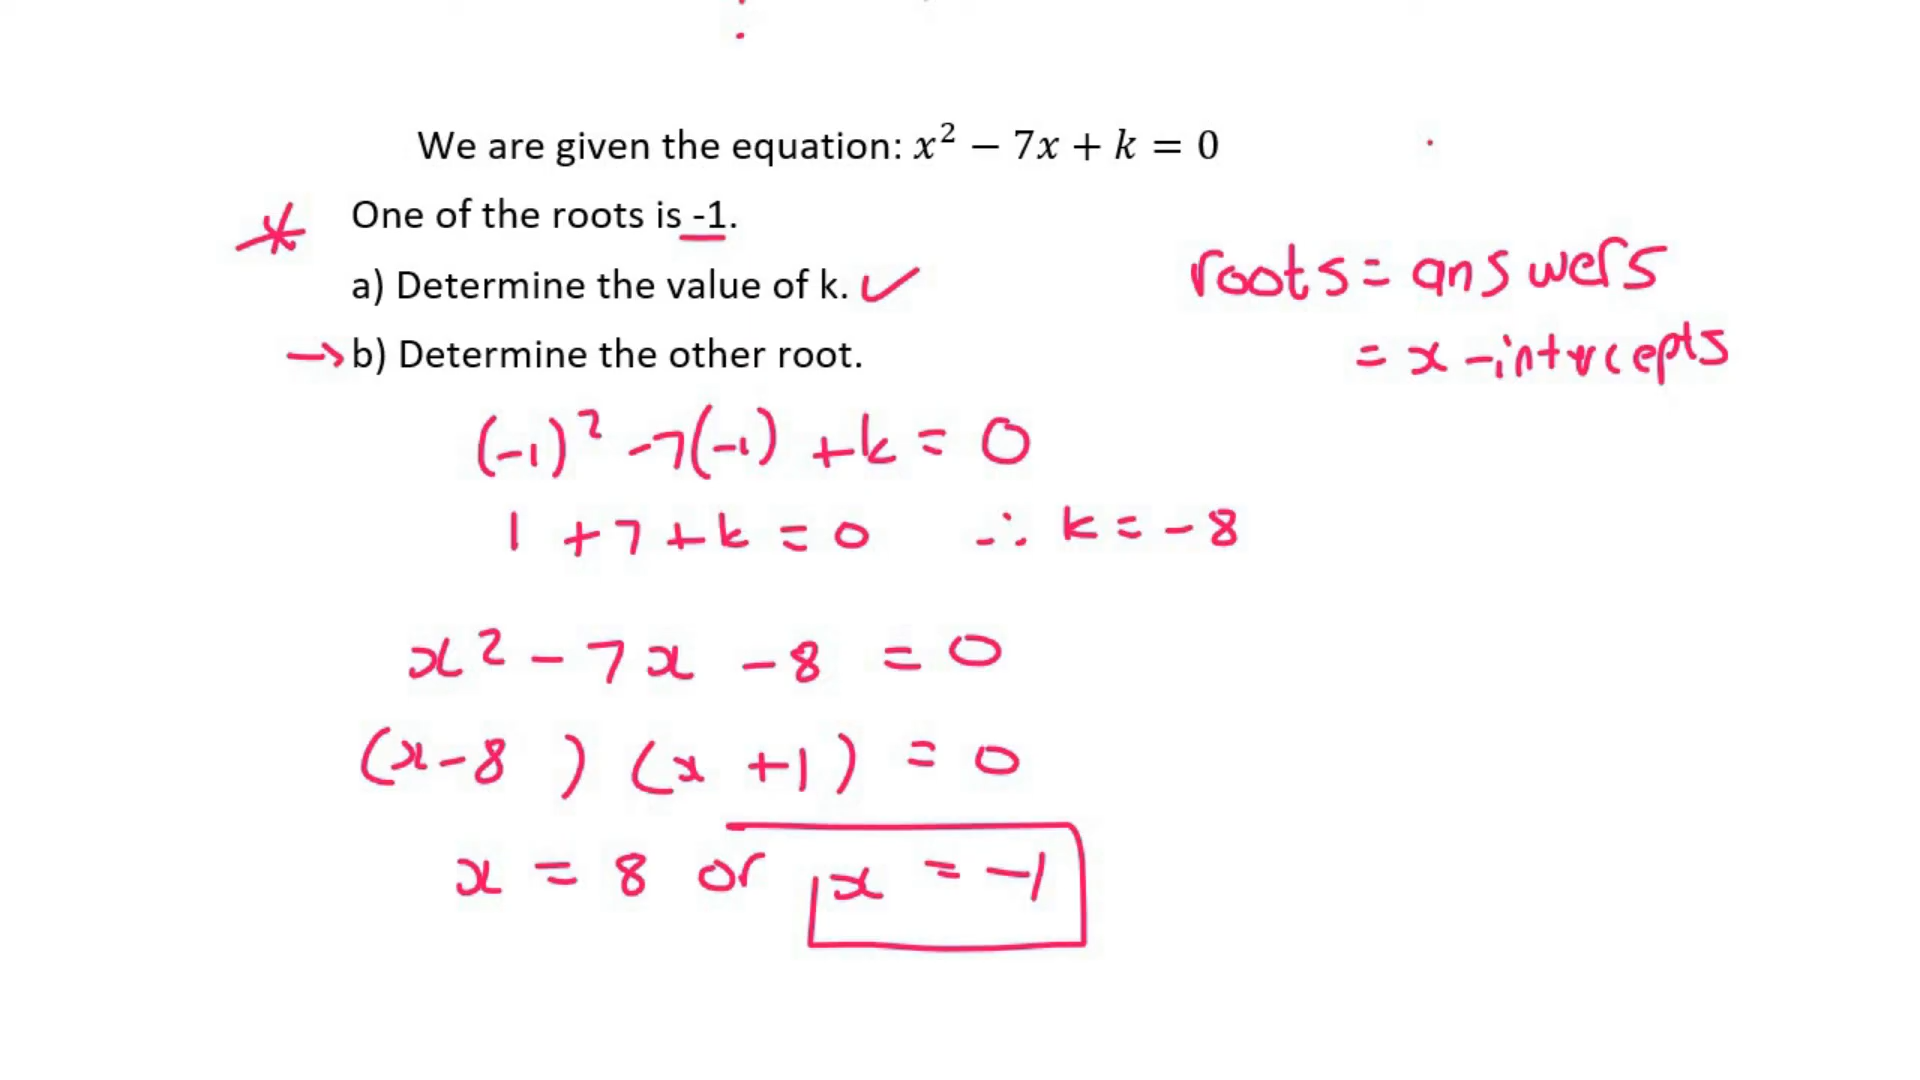 We are given the equation: x² − 7x + k = 0
One of the roots is -1.
a) Determine the value of k.
b) Determine the other root.
roots = answers
= x-intercepts
(-1)² -7(-1) +k = 0
1 +7 +k = 0 ∴ k = -8
x² - 7x - 8 = 0
(x-8 ) (x +1) = 0
x = 8 or x = -1